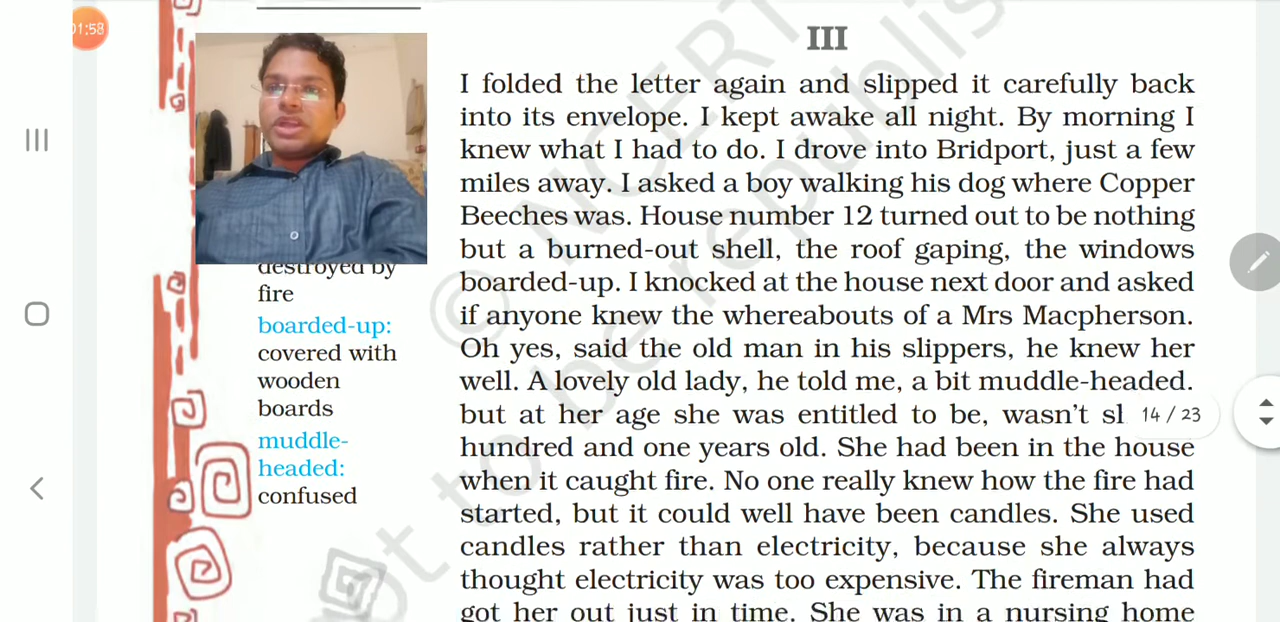 01:58
III
I folded the letter again and slipped it carefully back
into its envelope. I kept awake all night. By morning I
knew what I had to do. I drove into Bridport, just a few
miles away. I asked a boy walking his dog where Copper
Beeches was. House number 12 turned out to be nothing
but a burned-out shell, the roof gaping, the windows
boarded-up. I knocked at the house next door and asked
if anyone knew the whereabouts of a Mrs Macpherson.
Oh yes, said the old man in his slippers, he knew her
well. A lovely old lady, he told me, a bit muddle-headed.
but at her age she was entitled to be, wasn't
hundred and one years old. She had been in the house
when it caught fire. No one really knew how the fire had
started, but it could well have been candles. She used
candles rather than electricity, because she always
thought electricity was too expensive. The fireman had
got her out just in time. She was in a nursing home
destroyed by
fire
boarded-up:
covered with
wooden
boards
muddle-
headed:
confused
14 / 23
© NCERT
not to be republis